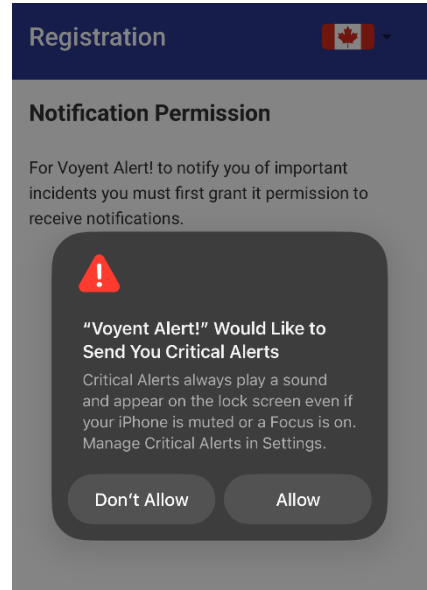 Registration
Notification Permission
For Voyent Alert! to notify you of important
incidents you must first grant it permission to
receive notifications.
“Voyent Alert!” Would Like to
Send You Critical Alerts
Critical Alerts always play a sound
and appear on the lock screen even if
your iPhone is muted or a Focus is on.
Manage Critical Alerts in Settings.
Don’t Allow
Allow